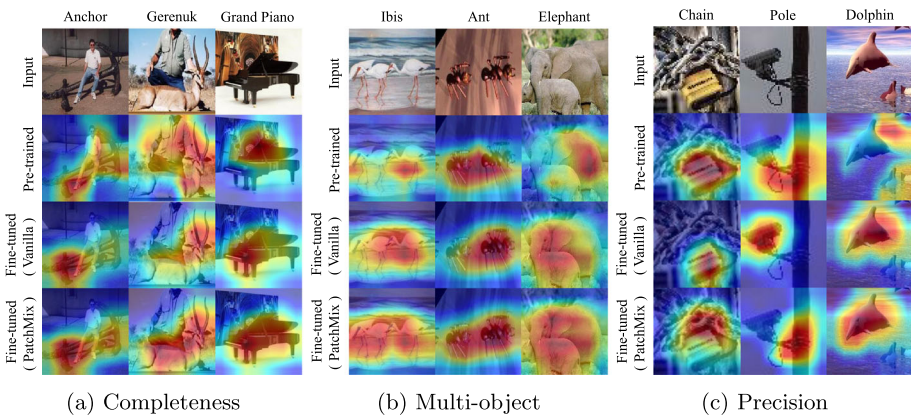 Anchor Gerenuk Grand Piano Ibis Ant Elephant Chain Pole Dolphin
Input Input Input
Pre-trained Pre-trained Pre-trained
Fine-tuned (Vanilla) Fine-tuned (Vanilla) Fine-tuned (Vanilla)
Fine-tuned (PatchMix) Fine-tuned (PatchMix) Fine-tuned (PatchMix)
(a) Completeness (b) Multi-object (c) Precision